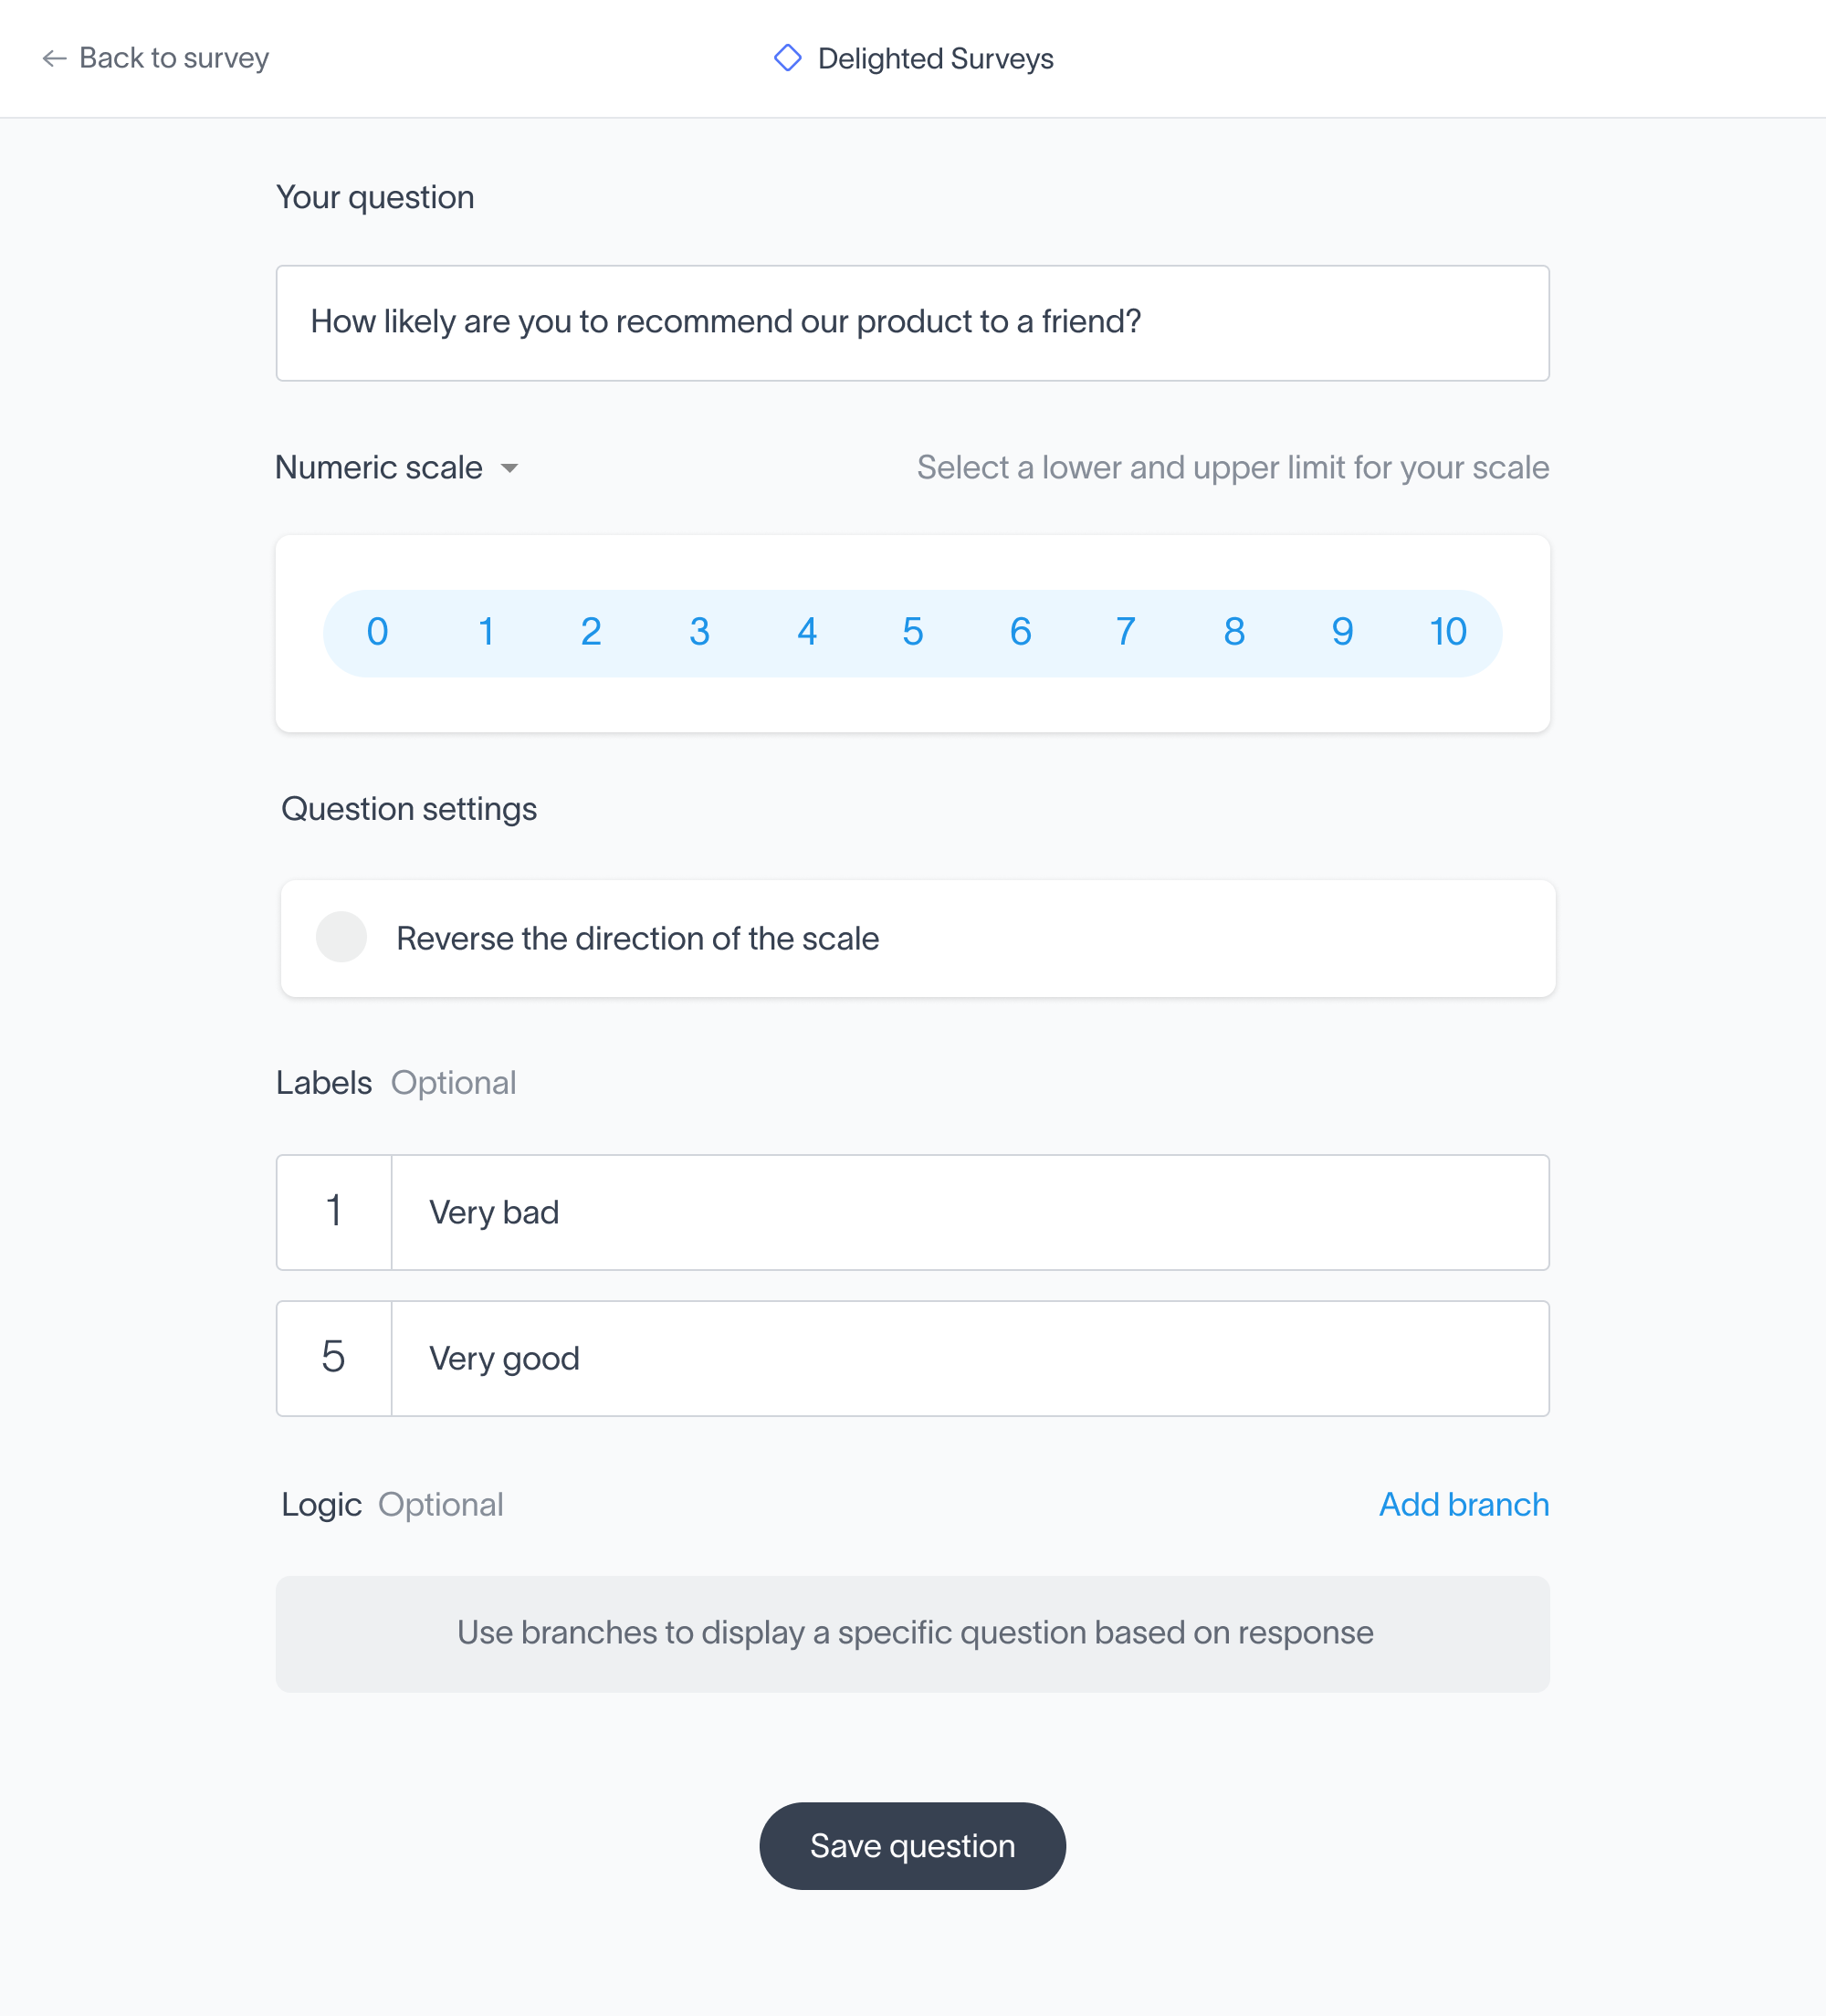 Back to survey
Delighted Surveys
Your question
How likely are you to recommend our product to a friend?
Numeric scale
Select a lower and upper limit for your scale
0 1 2 3 4 5 6 7 8 9 10
Question settings
Reverse the direction of the scale
Labels Optional
1 Very bad
5 Very good
Logic Optional
Add branch
Use branches to display a specific question based on response
Save question